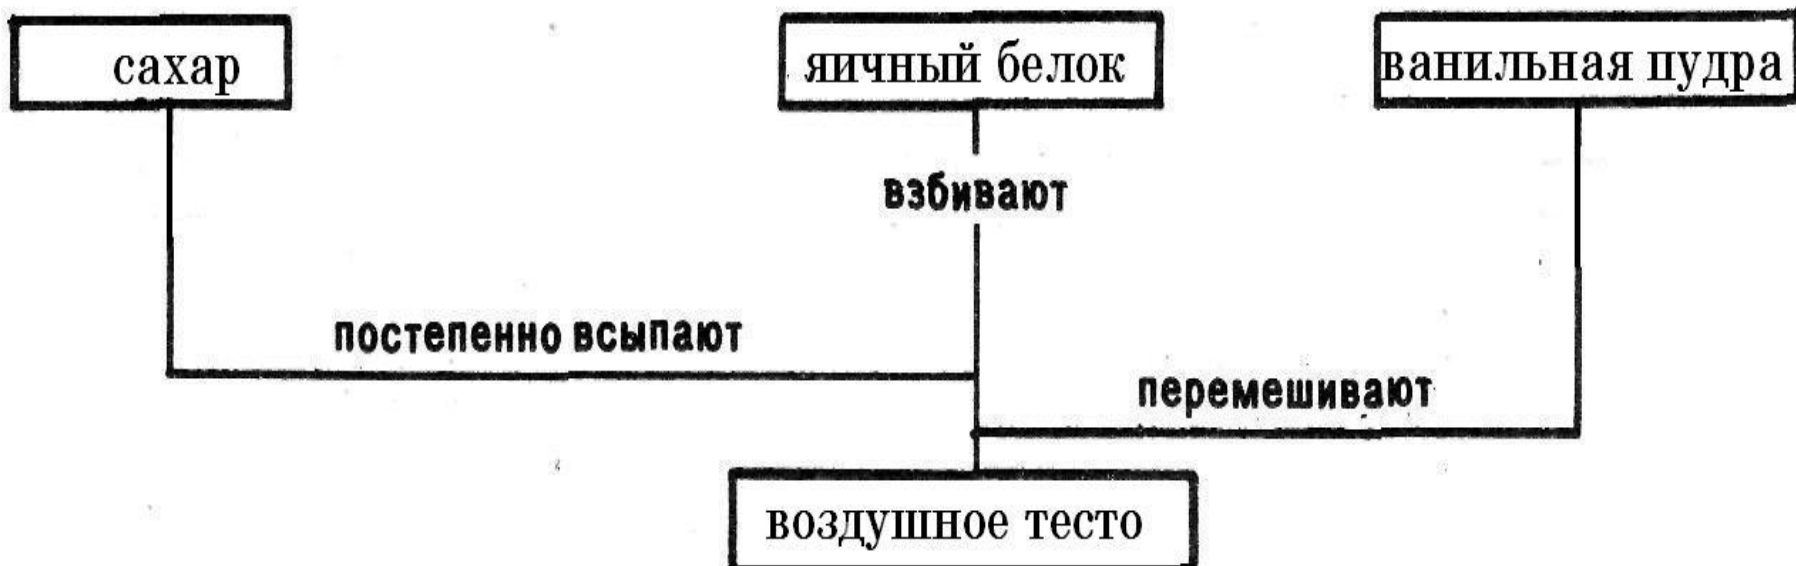 сахар
яичный белок
ванильная пудра
взбивают
постепенно всыпают
перемешивают
воздушное тесто